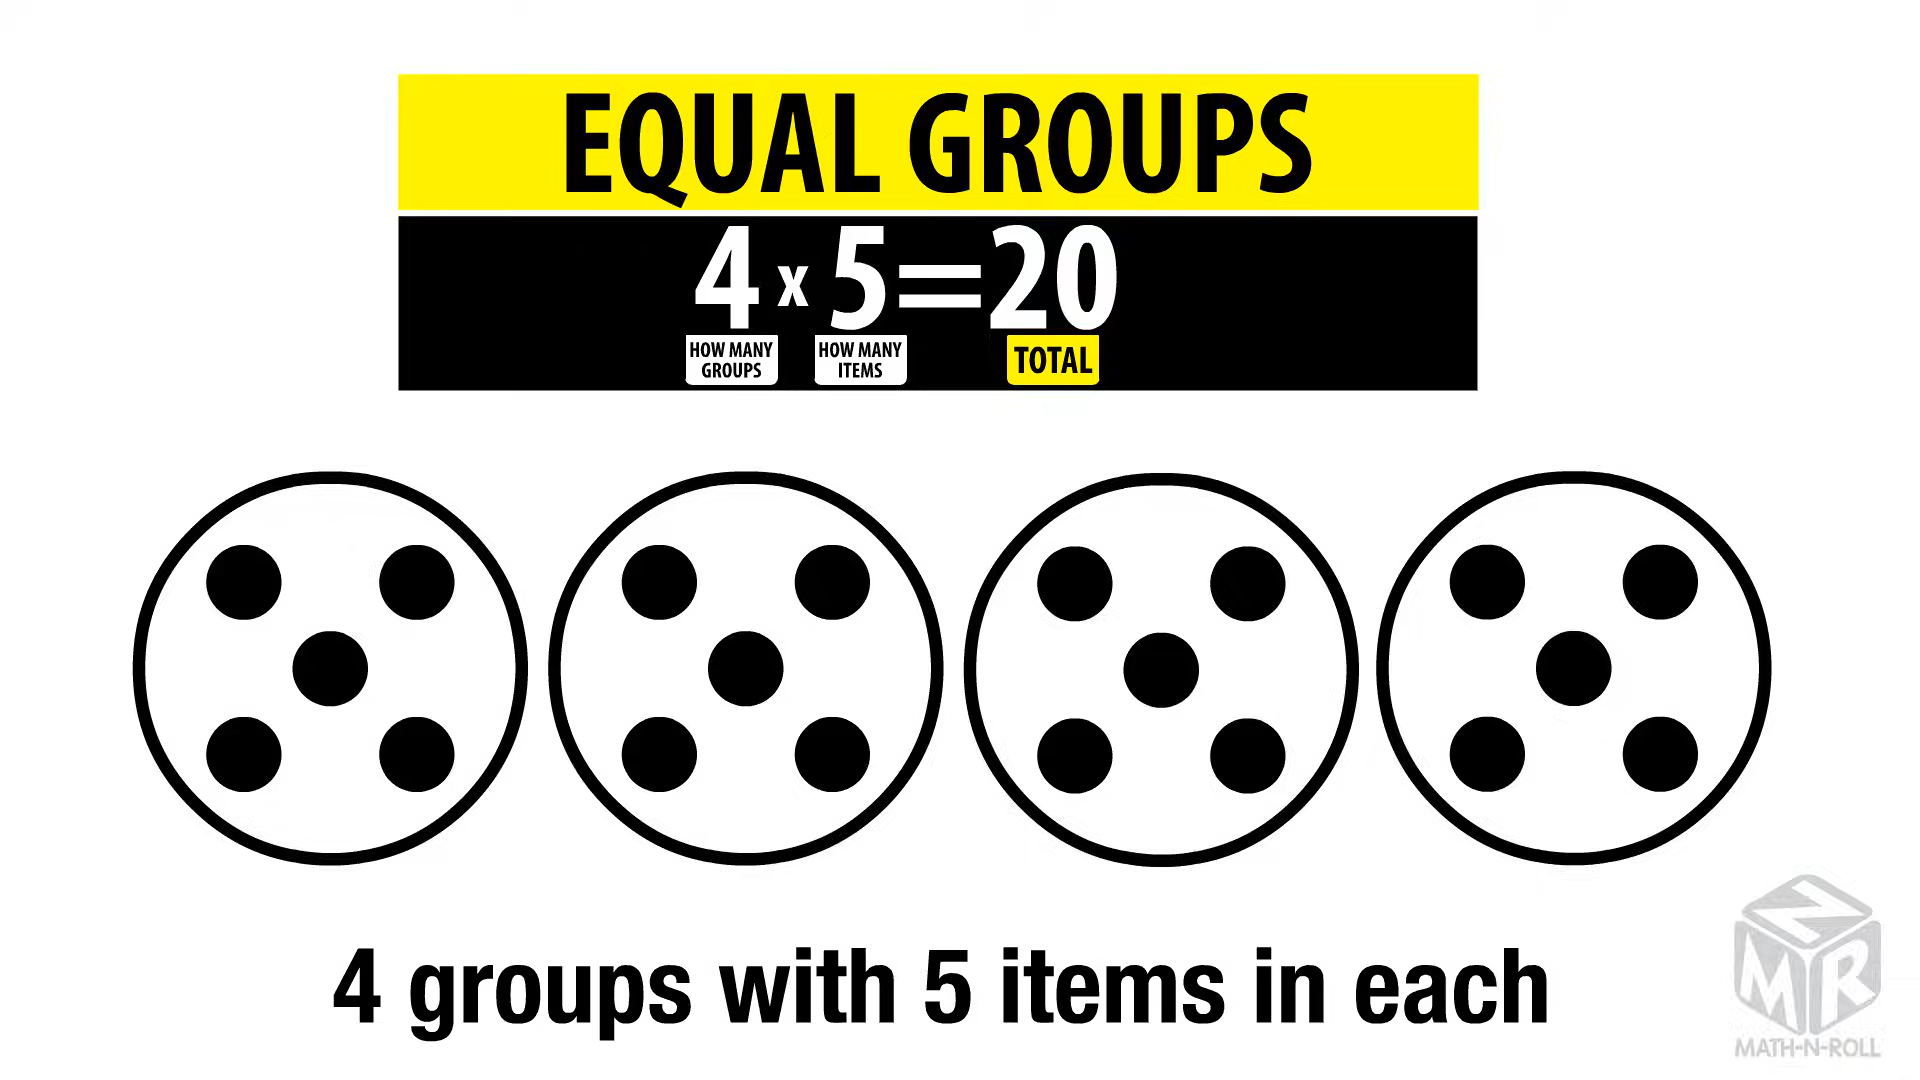 EQUAL GROUPS
4 x 5=20
HOW MANY
GROUPS
HOW MANY
ITEMS
TOTAL
4 groups with 5 items in each
MNR
MATH-N-ROLL